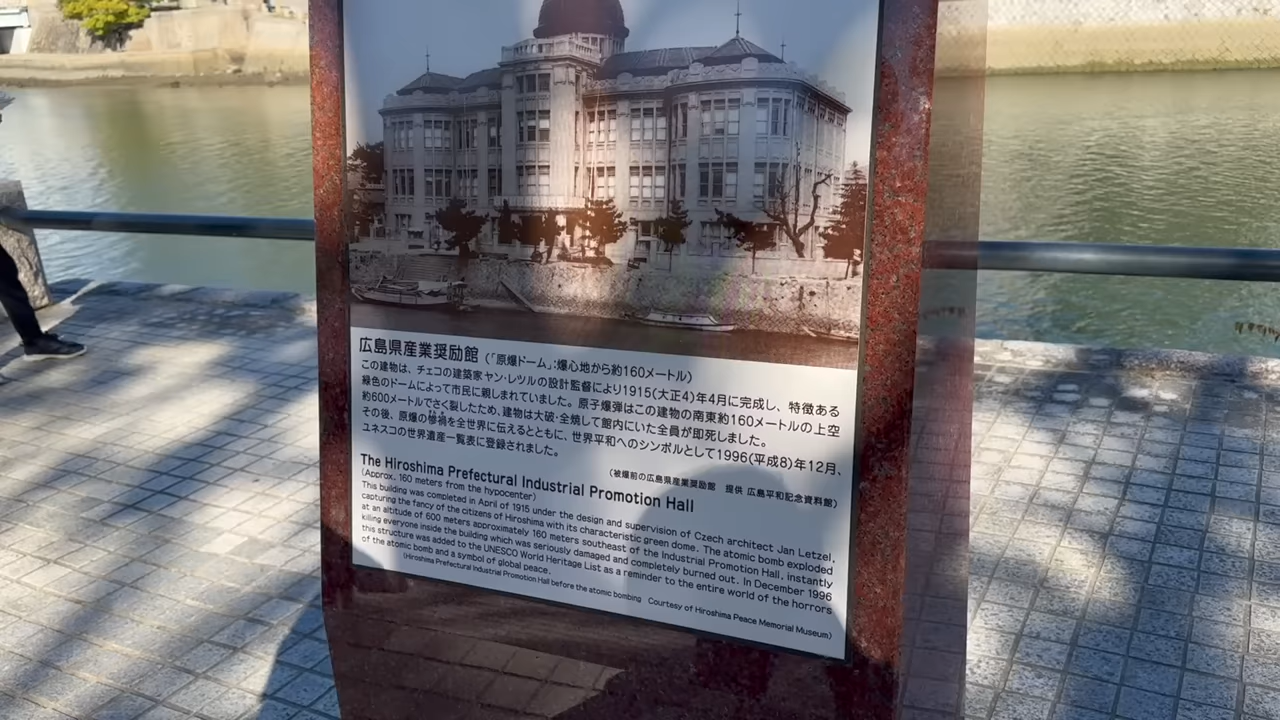 広島県産業奨励館（「原爆ドーム」:爆心地から約160メートル）
この建物は、チェコの建築家ヤン・レツルの設計監督により1915(大正4)年4月に完成し、特徴ある
緑色のドームによって市民に親しまれていました。原子爆弾はこの建物の南東約160メートルの上空
約600メートルでさく裂したため、建物は大破・全焼して館内にいた全員が即死しました。
その後、原爆の惨禍を全世界に伝えるとともに、世界平和へのシンボルとして1996(平成8)年12月、
ユネスコの世界遺産一覧表に登録されました。
（被爆前の広島県産業奨励館　提供 広島平和記念資料館）
The Hiroshima Prefectural Industrial Promotion Hall
(Approx. 160 meters from the hypocenter)
This building was completed in April of 1915 under the design and supervision of Czech architect Jan Letzel,
capturing the fancy of the citizens of Hiroshima with its characteristic green dome. The atomic bomb exploded
at an altitude of 600 meters approximately 160 meters southeast of the Industrial Promotion Hall, instantly
killing everyone inside the building which was seriously damaged and completely burned out. In December 1996
this structure was added to the UNESCO World Heritage List as a reminder to the entire world of the horrors
of the atomic bomb and a symbol of global peace.
(Hiroshima Prefectural Industrial Promotion Hall before the atomic bombing   Courtesy of Hiroshima Peace Memorial Museum)